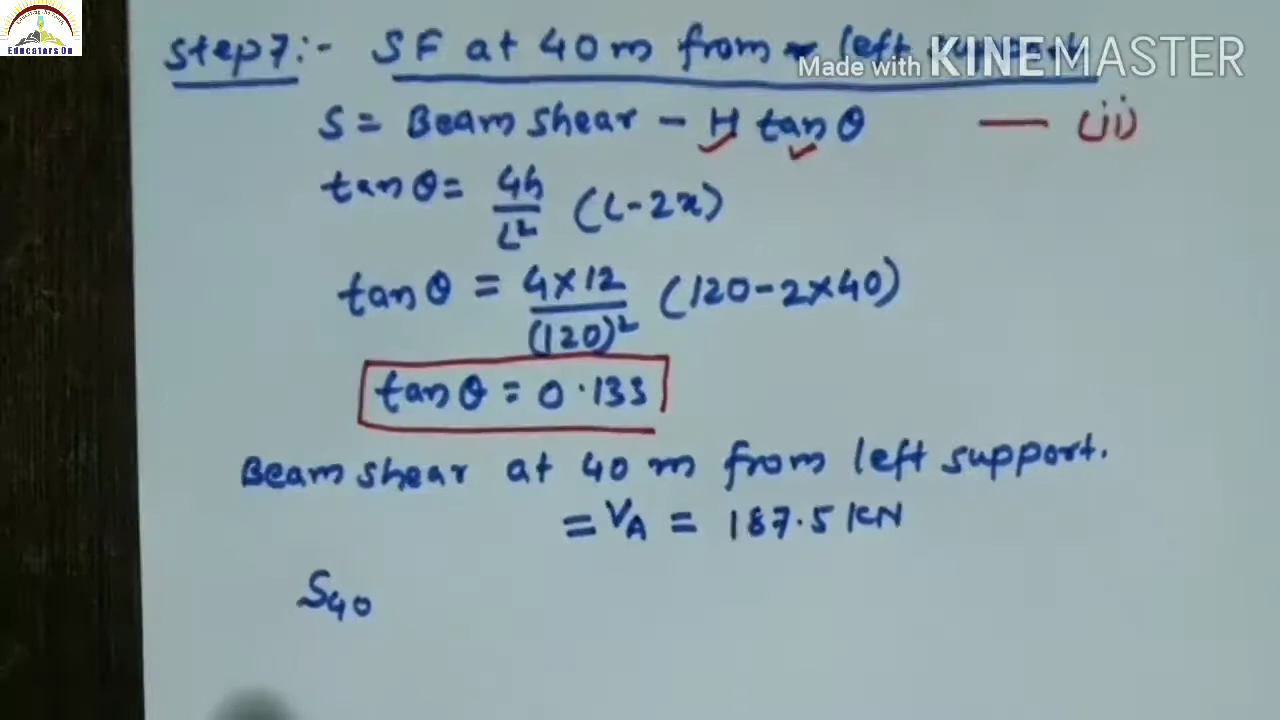 Educators On
Made with KINEMASTER
Step 7:- SF at 40 m from left support
S = Beam shear - H tan θ — (ii)
tan θ = 4h/L² (L-2x)
tan θ = 4×12/(120)² (120-2×40)
tan θ = 0.133
Beam shear at 40 m from left support.
= VA = 187.5 KN
S40